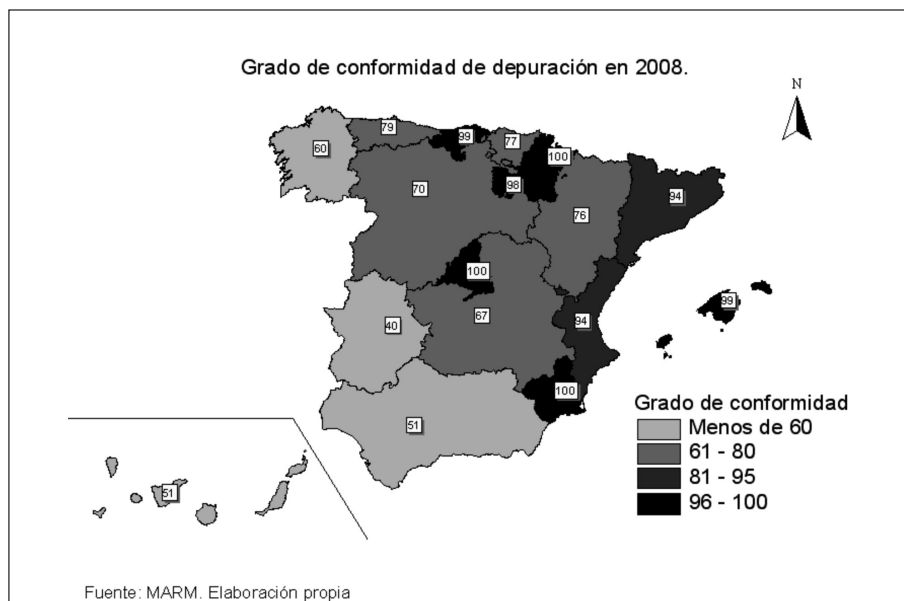 Grado de conformidad de depuración en 2008.
N
79
99
77
60
100
98
70
94
76
100
99
67
94
40
100
51
51
Grado de conformidad
Menos de 60
61 - 80
81 - 95
96 - 100
Fuente: MARM. Elaboración propia